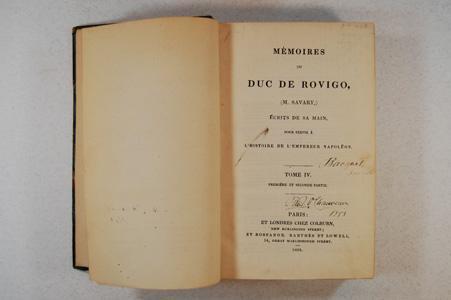 MÉMOIRES
DU
DUC DE ROVIGO,
(M. SAVARY,)
ÉCRITS DE SA MAIN,
POUR SERVIR À
L'HISTOIRE DE L'EMPEREUR NAPOLÉON.
TOME IV.
PREMIÈRE ET SECONDE PARTIE.
PARIS:
ET LONDRES CHEZ COLBURN,
NEW BURLINGTON STREET;
ET BOSSANGE, BARTHÉS ET LOWELL,
14, GREAT MARLBOROUGH STREET.